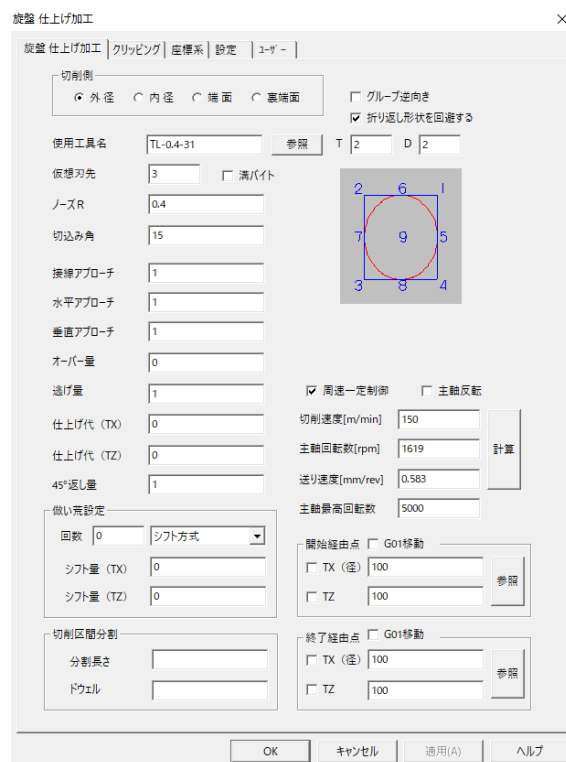 旋盤 仕上げ加工
旋盤 仕上げ加工 クリッピング 座標系 設定 ユーザー
切削側
外径 内径 端面 裏端面
グループ逆向き
折り返し形状を回避する
使用工具名 TL-0.4-31 参照 T 2 D 2
仮想刃先 3 溝バイト
ノーズR 0.4
切込み角 15
2 6 1
7 9 5
3 8 4
接線アプローチ 1
水平アプローチ 1
垂直アプローチ 1
オーバー量 0
逃げ量 1
仕上げ代（TX） 0
仕上げ代（TZ） 0
45°返し量 1
周速一定制御 主軸反転
切削速度[m/min] 150
主軸回転数[rpm] 1619 計算
送り速度[mm/rev] 0.583
主軸最高回転数 5000
倣い荒設定
回数 0 シフト方式
シフト量（TX） 0
シフト量（TZ） 0
開始経由点 G01移動
TX（径） 100 参照
TZ 100
切削区間分割
分割長さ
ドウェル
終了経由点 G01移動
TX（径） 100 参照
TZ 100
OK キャンセル 適用(A) ヘルプ